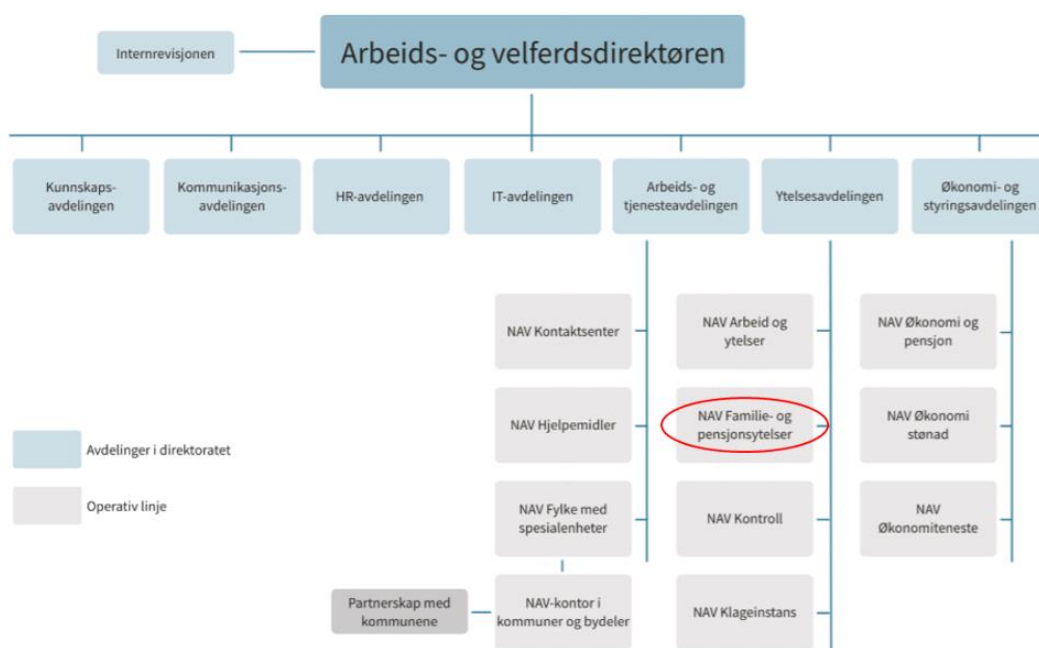 Internrevisjonen
Arbeids- og velferdsdirektøren
Kunnskaps-
avdelingen
Kommunikasjons-
avdelingen
HR-avdelingen
IT-avdelingen
Arbeids- og
tjenesteavdelingen
Ytelsesavdelingen
Økonomi- og
styringsavdelingen
NAV Kontaktsenter
NAV Arbeid og
ytelser
NAV Økonomi og
pensjon
NAV Hjelpemidler
NAV Familie- og
pensjonsytelser
NAV Økonomi
stønad
Avdelinger i direktoratet
Operativ linje
NAV Fylke med
spesialenheter
NAV Kontroll
NAV
Økonomiteneste
Partnerskap med
kommunene
NAV-kontor i
kommuner og bydeler
NAV Klageinstans